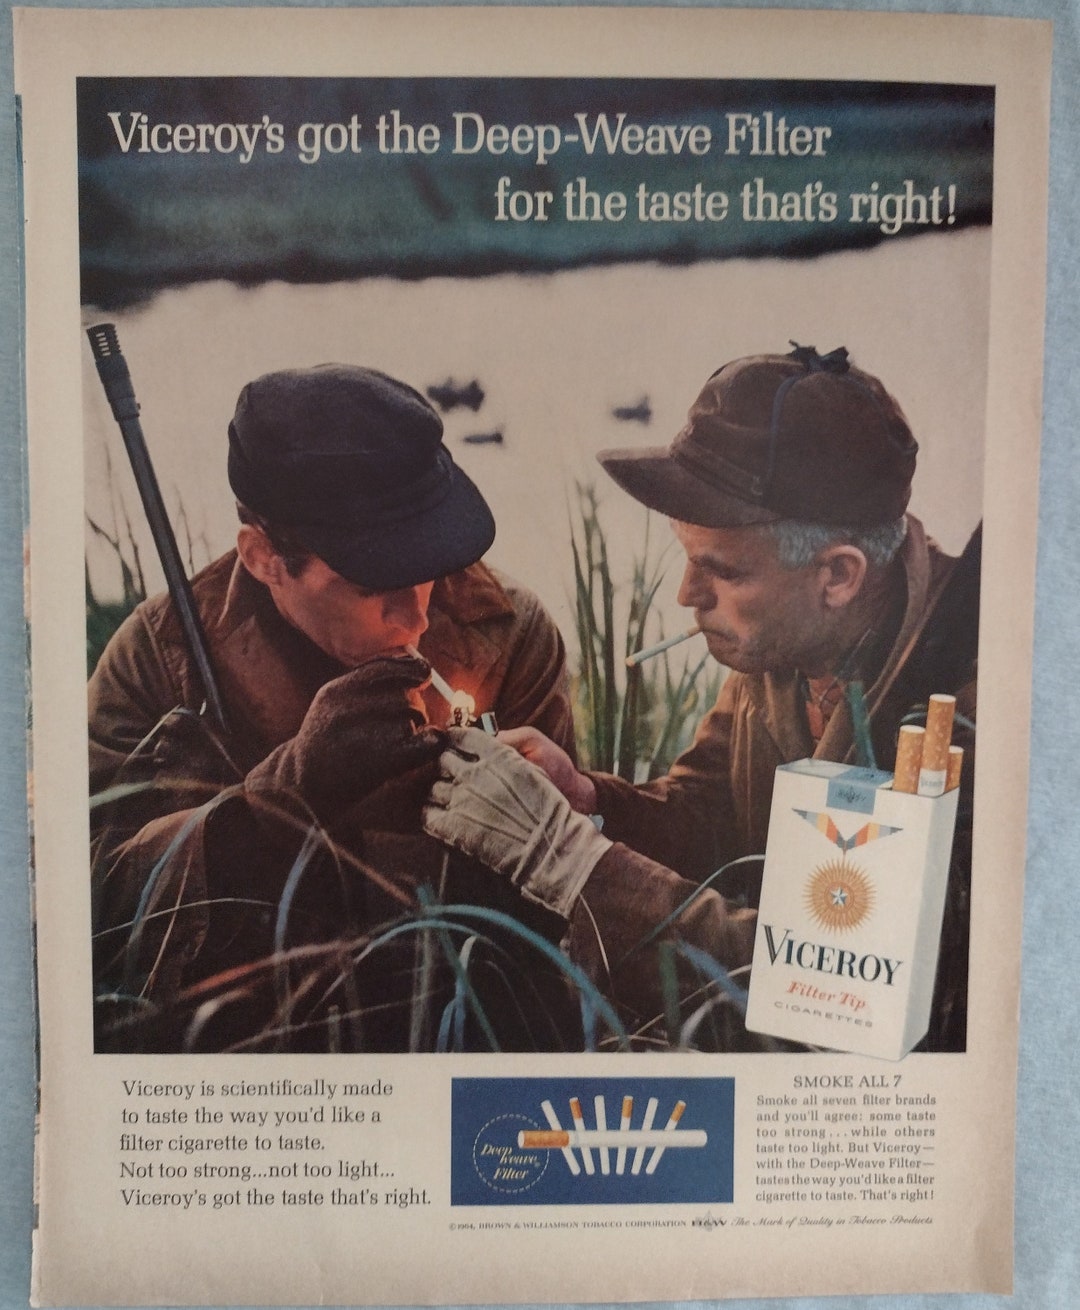 Viceroy's got the Deep-Weave Filter
for the taste that's right!
VICEROY
Filter Tip
CIGARETTES
Viceroy is scientifically made
to taste the way you'd like a
filter cigarette to taste.
Not too strong...not too light...
Viceroy's got the taste that's right.
Deep
Weave®
Filter
SMOKE ALL 7
Smoke all seven filter brands
and you'll agree: some taste
too strong...while others
taste too light. But Viceroy—
with the Deep-Weave Filter—
tastes the way you'd like a filter
cigarette to taste. That's right!
©1964, BROWN & WILLIAMSON TOBACCO CORPORATION B&W The Mark of Quality in Tobacco Products